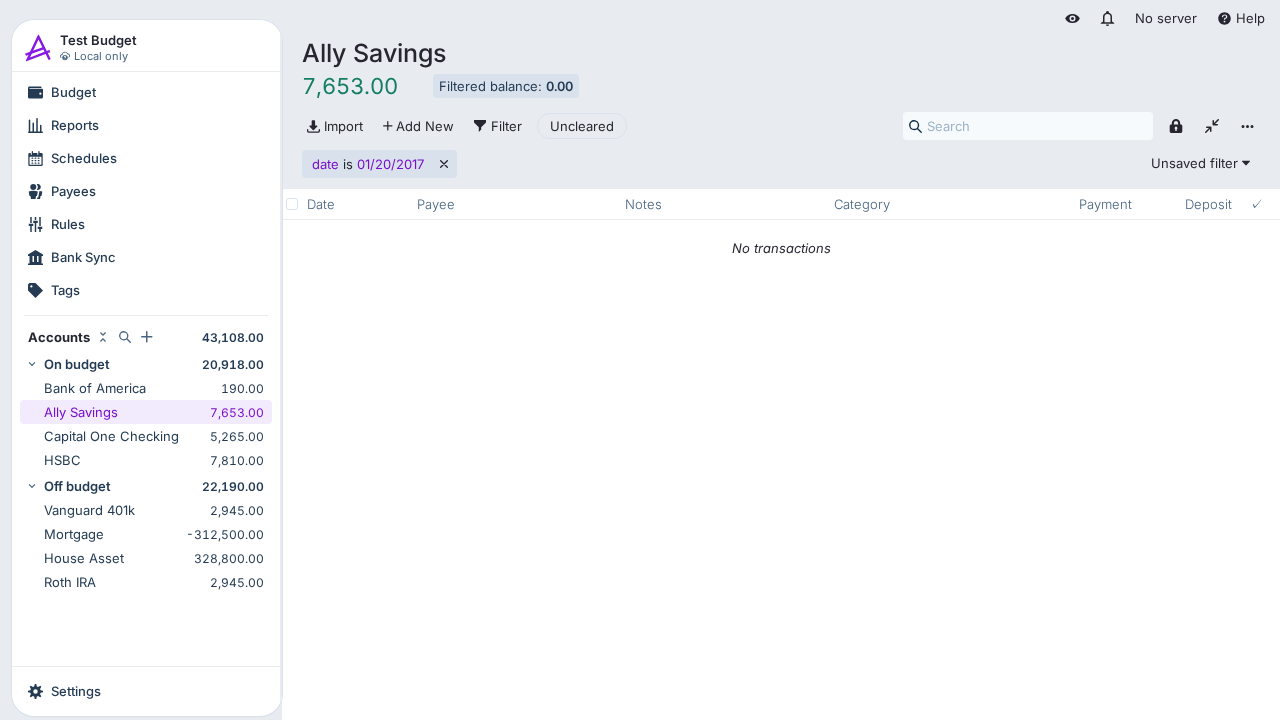 Test Budget
Local only
Budget
Reports
Schedules
Payees
Rules
Bank Sync
Tags
Accounts 43,108.00
On budget 20,918.00
Bank of America 190.00
Ally Savings 7,653.00
Capital One Checking 5,265.00
HSBC 7,810.00
Off budget 22,190.00
Vanguard 401k 2,945.00
Mortgage -312,500.00
House Asset 328,800.00
Roth IRA 2,945.00
Settings
No server Help
Ally Savings
7,653.00 Filtered balance: 0.00
Import Add New Filter Uncleared Search
date is 01/20/2017 Unsaved filter
Date Payee Notes Category Payment Deposit
No transactions